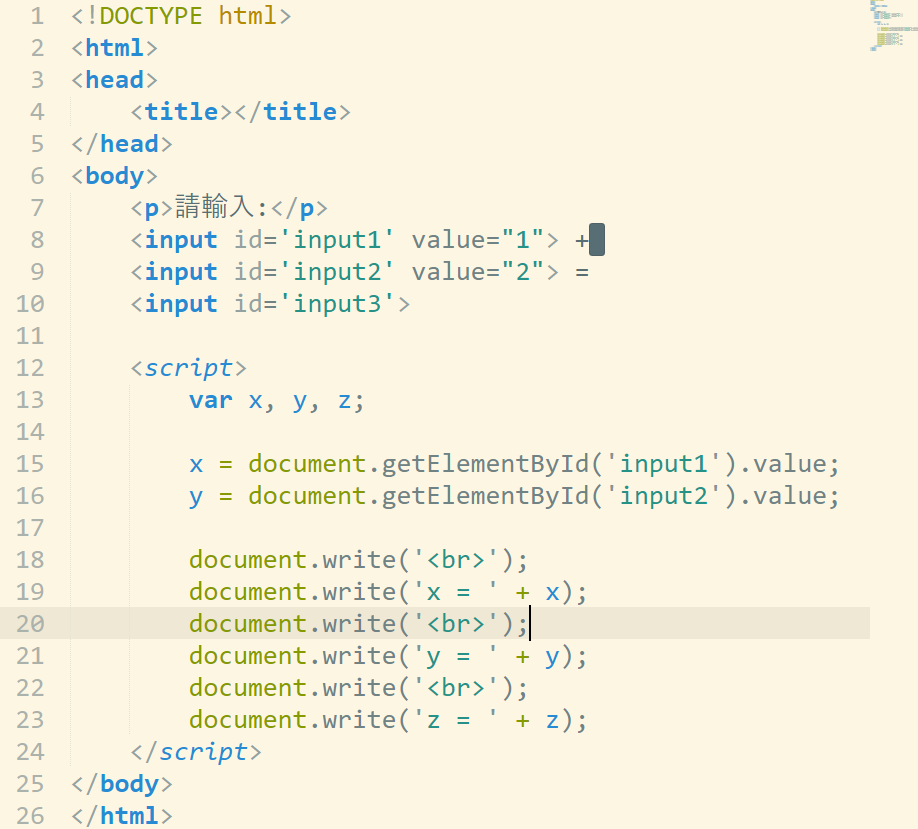 1 <!DOCTYPE html>
2 <html>
3 <head>
4     <title></title>
5 </head>
6 <body>
7     <p>請輸入:</p>
8     <input id='input1' value="1"> +
9     <input id='input2' value="2"> =
10     <input id='input3'>
11
12     <script>
13         var x, y, z;
14
15         x = document.getElementById('input1').value;
16         y = document.getElementById('input2').value;
17
18         document.write('<br>');
19         document.write('x = ' + x);
20         document.write('<br>');
21         document.write('y = ' + y);
22         document.write('<br>');
23         document.write('z = ' + z);
24     </script>
25 </body>
26 </html>